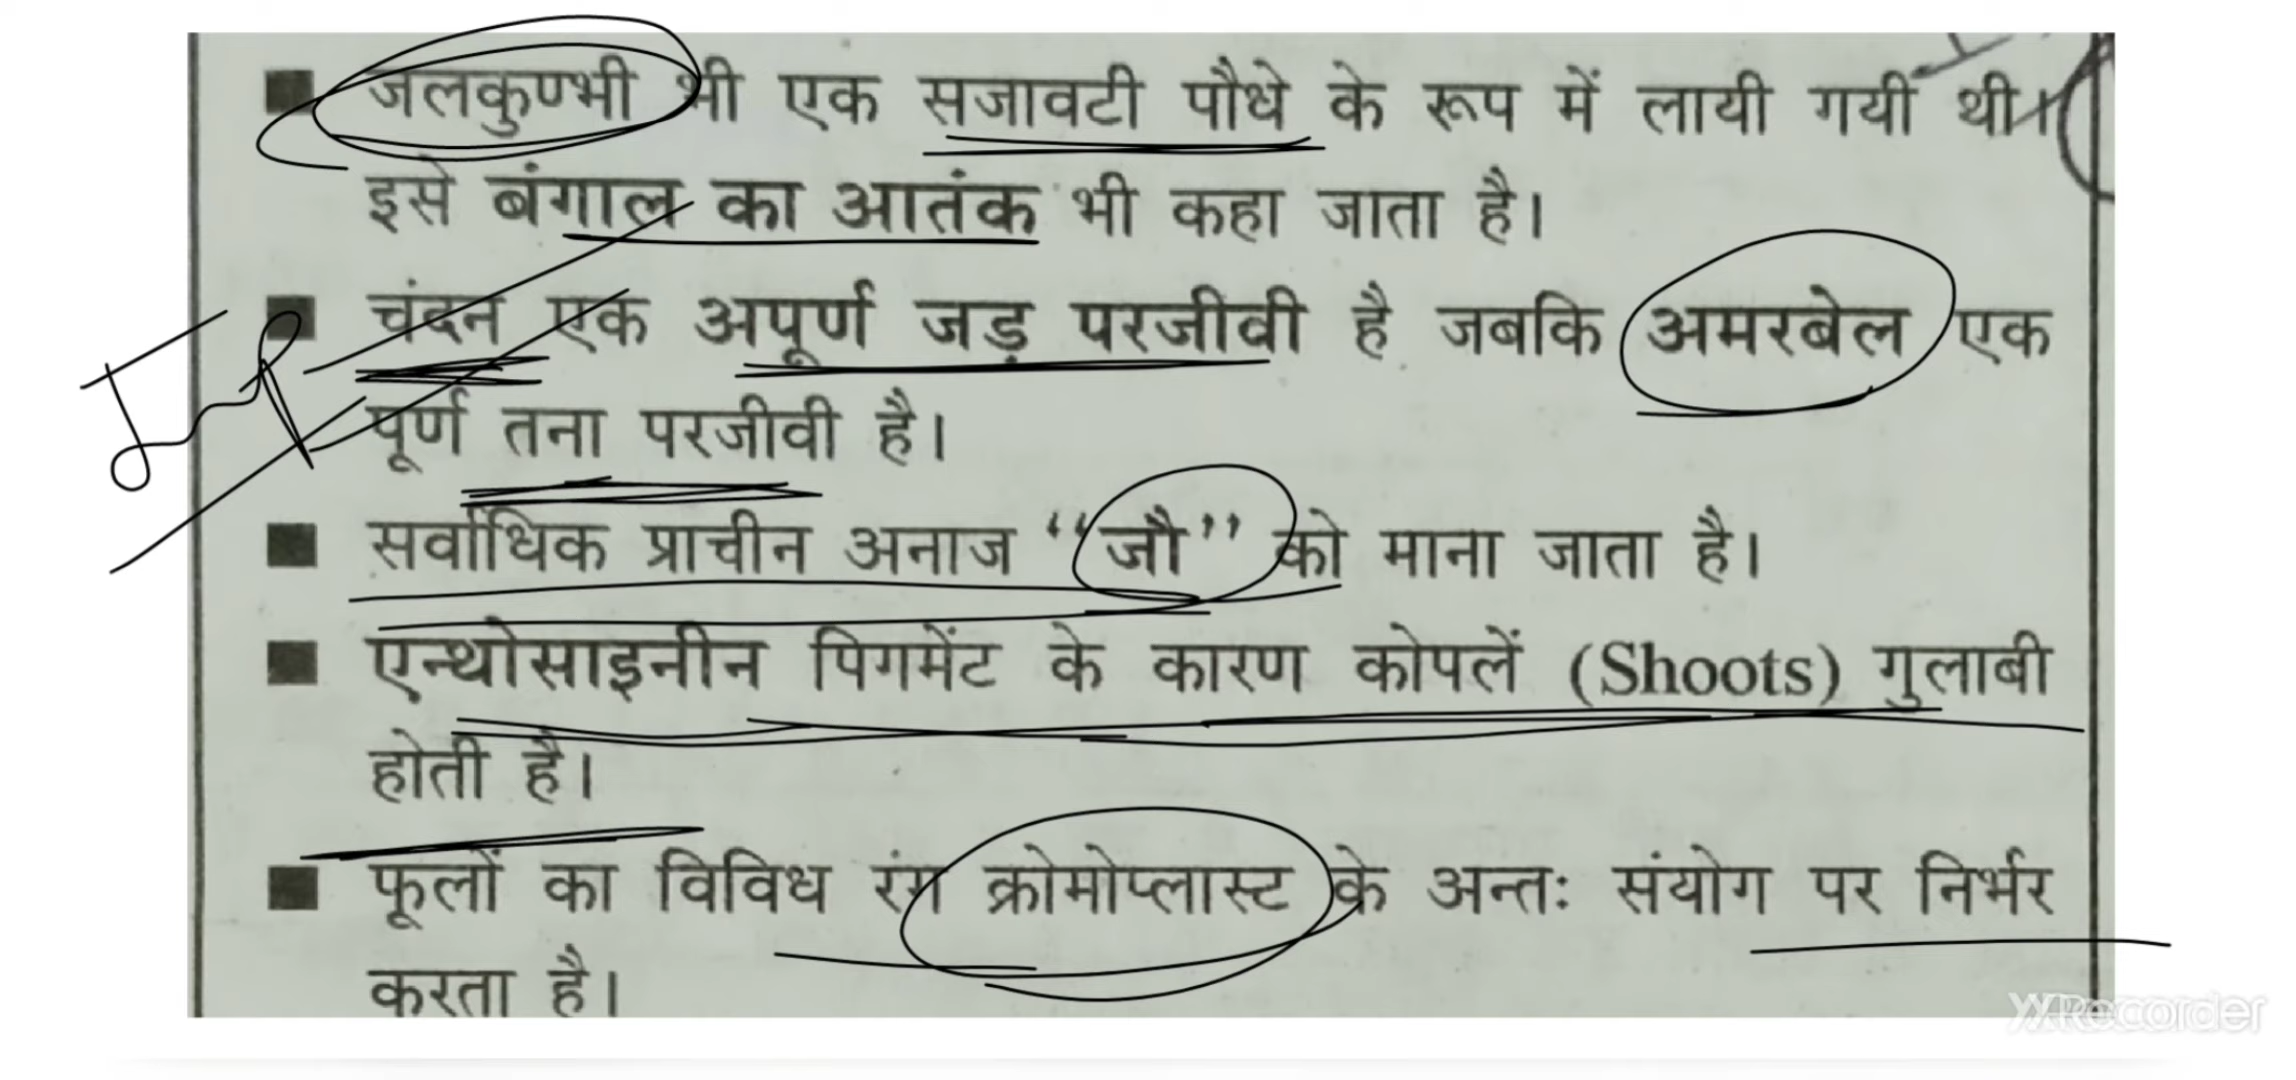 ■ जलकुण्भी भी एक सजावटी पौधे के रूप में लायी गयी थी।
इसे बंगाल का आतंक भी कहा जाता है।
■ चंदन एक अपूर्ण जड़ परजीवी है जबकि अमरबेल एक
पूर्ण तना परजीवी है।
■ सर्वाधिक प्राचीन अनाज “जौ” को माना जाता है।
■ एन्थोसाइनीन पिगमेंट के कारण कोपलें (Shoots) गुलाबी
होती है।
■ फूलों का विविध रंग क्रोमोप्लास्ट के अन्तः संयोग पर निर्भर
करता है।
Imp
XRecorder